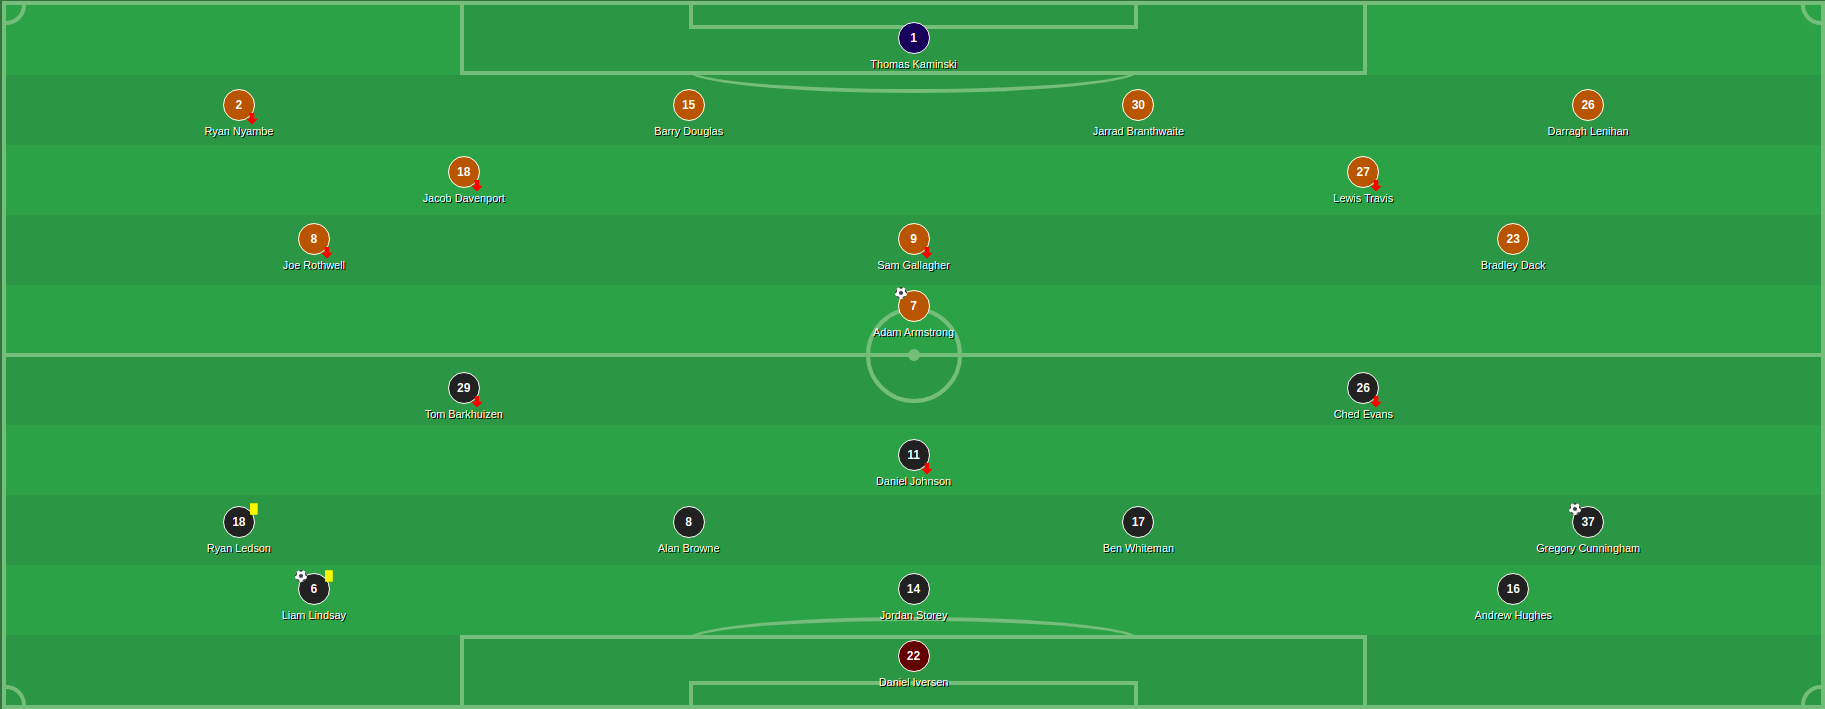 1
Thomas Kaminski
2 15 30 26
Ryan Nyambe Barry Douglas Jarrad Branthwaite Darragh Lenihan
18 27
Jacob Davenport Lewis Travis
8 9 23
Joe Rothwell Sam Gallagher Bradley Dack
7
Adam Armstrong
29 26
Tom Barkhuizen Ched Evans
11
Daniel Johnson
18 8 17 37
Ryan Ledson Alan Browne Ben Whiteman Gregory Cunningham
6 14 16
Liam Lindsay Jordan Storey Andrew Hughes
22
Daniel Iversen